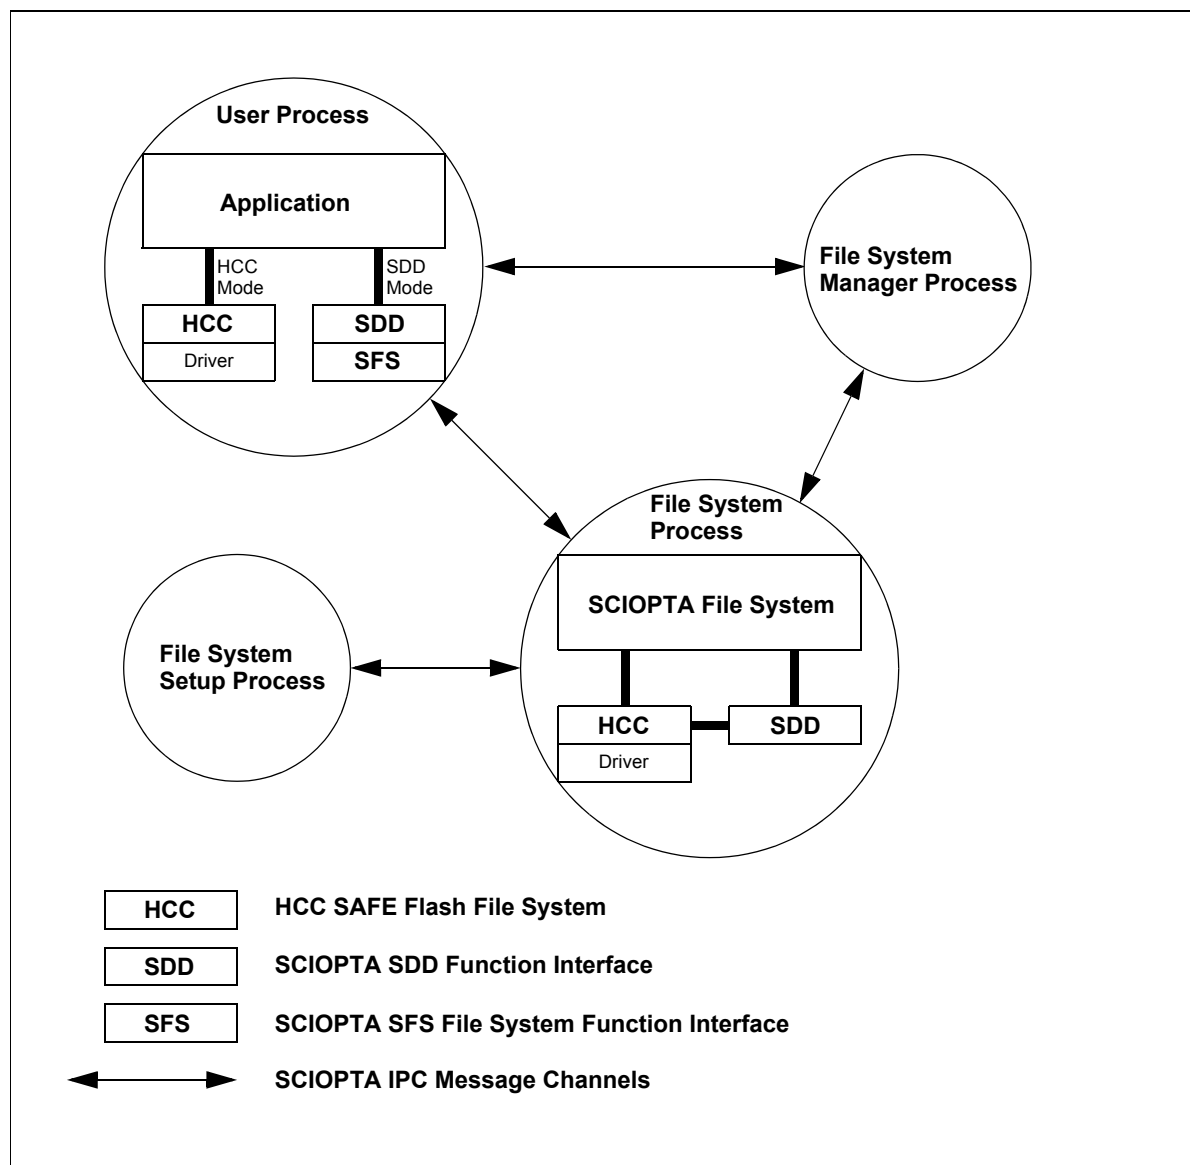 User Process
Application
HCC
Mode
SDD
Mode
HCC
Driver
SDD
SFS
File System
Manager Process
File System
Process
SCIOPTA File System
HCC
Driver
SDD
File System
Setup Process
HCC
HCC SAFE Flash File System
SDD
SCIOPTA SDD Function Interface
SFS
SCIOPTA SFS File System Function Interface
SCIOPTA IPC Message Channels